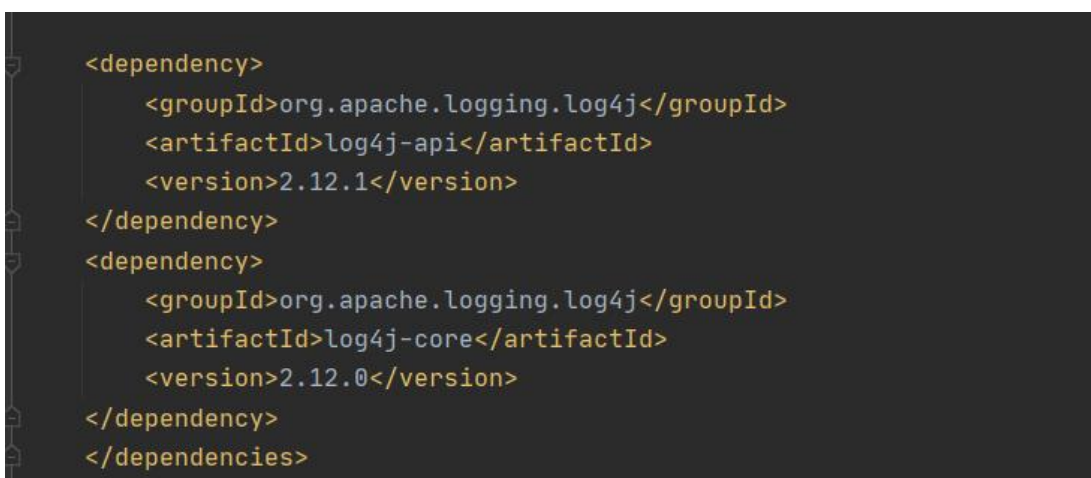 <dependency>
<groupId>org.apache.logging.log4j</groupId>
<artifactId>log4j-api</artifactId>
<version>2.12.1</version>
</dependency>
<dependency>
<groupId>org.apache.logging.log4j</groupId>
<artifactId>log4j-core</artifactId>
<version>2.12.0</version>
</dependency>
</dependencies>